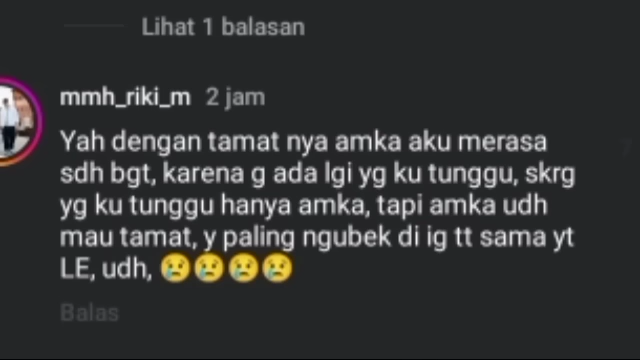 Lihat 1 balasan
mmh_riki_m 2 jam
Yah dengan tamat nya amka aku merasa
sdh bgt, karena g ada lgi yg ku tunggu, skrg
yg ku tunggu hanya amka, tapi amka udh
mau tamat, y paling ngubek di ig tt sama yt
LE, udh, 😢😢😢😢
Balas